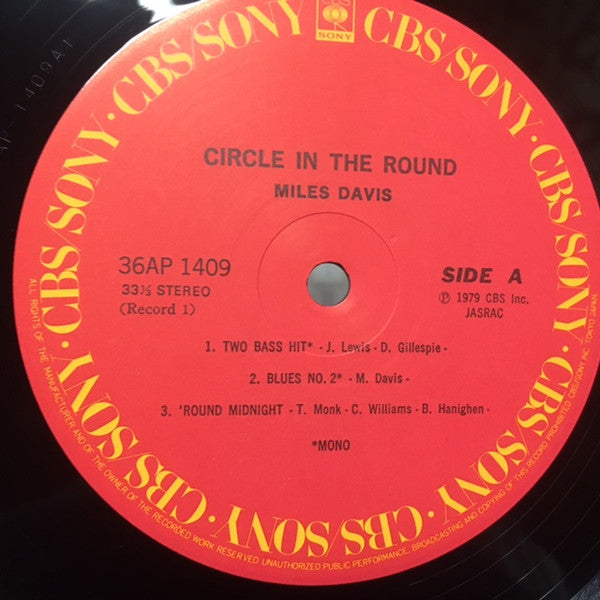 CBS/SONY · CBS/SONY · CBS/SONY · CBS/SONY · CBS/SONY · CBS/SONY · CBS/SONY · CBS/SONY
SONY
CIRCLE IN THE ROUND
MILES DAVIS
36AP 1409
33⅓ STEREO
(Record 1)
SIDE A
Ⓟ 1979 CBS Inc.
JASRAC
1. TWO BASS HIT* - J. Lewis - D. Gillespie -
2. BLUES NO. 2* - M. Davis -
3. 'ROUND MIDNIGHT - T. Monk - C. Williams - B. Hanighen -
*MONO
ALL RIGHTS OF THE MANUFACTURER AND OF THE OWNER OF THE RECORDED WORK RESERVED UNAUTHORIZED PUBLIC PERFORMANCE, BROADCASTING AND COPYING OF THIS RECORD PROHIBITED CBS/SONY INC. TOKYO JAPAN
1409A1